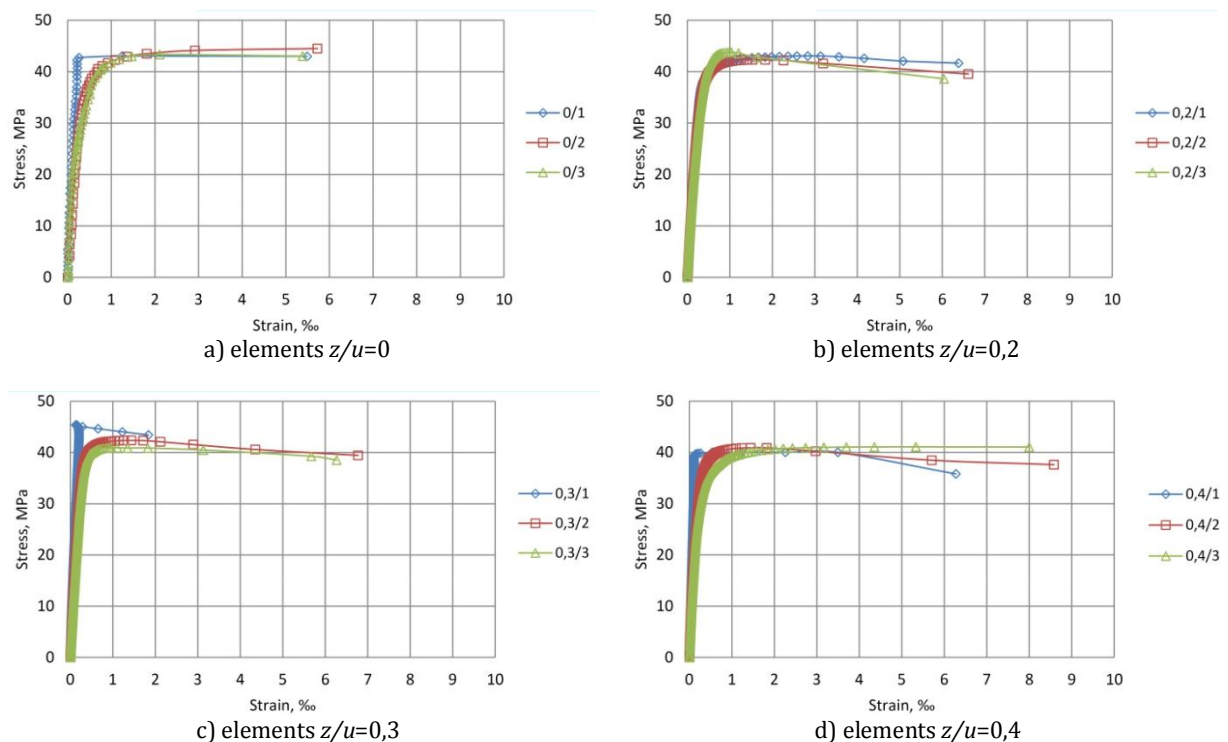 50
40
30
20
10
0
Stress, MPa
0 1 2 3 4 5 6 7 8 9 10
Strain, ‰
0/1
0/2
0/3
a) elements z/u=0
50
40
30
20
10
0
Stress, MPa
0 1 2 3 4 5 6 7 8 9 10
Strain, ‰
0,2/1
0,2/2
0,2/3
b) elements z/u=0,2
50
40
30
20
10
0
Stress, MPa
0 1 2 3 4 5 6 7 8 9 10
Strain, ‰
0,3/1
0,3/2
0,3/3
c) elements z/u=0,3
50
40
30
20
10
0
Stress, MPa
0 1 2 3 4 5 6 7 8 9 10
Strain, ‰
0,4/1
0,4/2
0,4/3
d) elements z/u=0,4